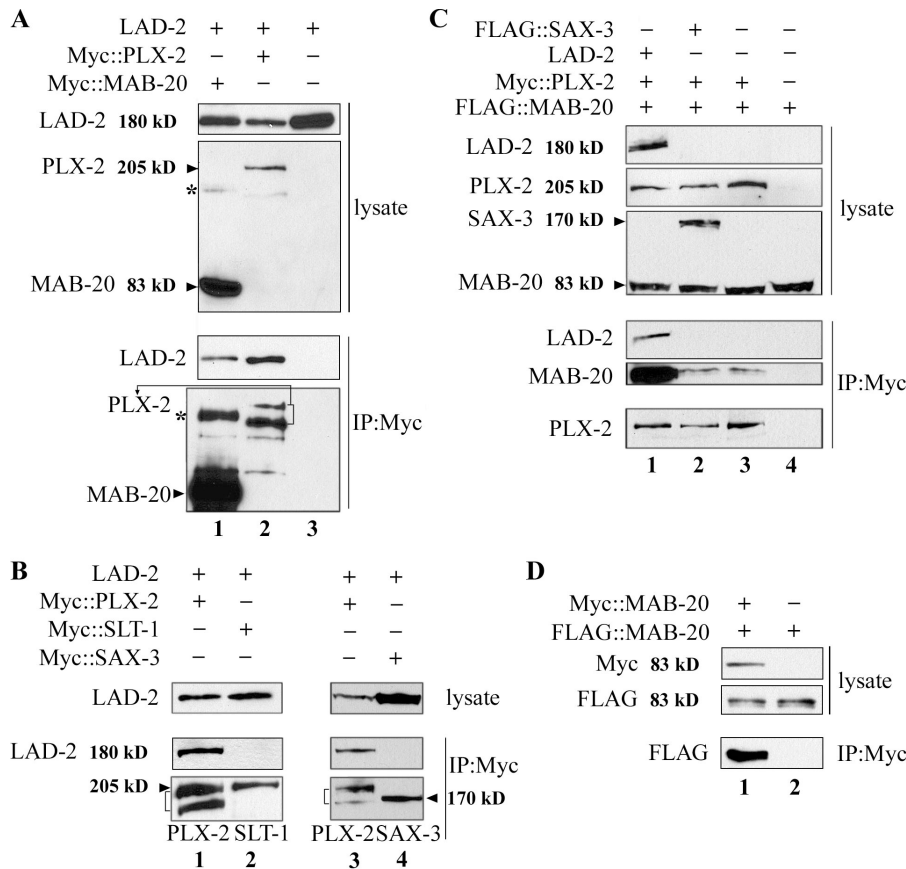 A
LAD-2 + + +
Myc::PLX-2 − + −
Myc::MAB-20 + − −
LAD-2 180 kD
PLX-2 205 kD
*
MAB-20 83 kD
lysate
LAD-2
PLX-2
*
MAB-20
IP:Myc
1 2 3
B
LAD-2 + + + +
Myc::PLX-2 + − + −
Myc::SLT-1 − + − −
Myc::SAX-3 − − − +
LAD-2 lysate
LAD-2 180 kD
205 kD
IP:Myc
170 kD
PLX-2 SLT-1 PLX-2 SAX-3
1 2 3 4
C
FLAG::SAX-3 − + − −
LAD-2 + − − −
Myc::PLX-2 + + + −
FLAG::MAB-20 + + + +
LAD-2 180 kD
PLX-2 205 kD
SAX-3 170 kD
MAB-20 83 kD
lysate
LAD-2
MAB-20
PLX-2
IP:Myc
1 2 3 4
D
Myc::MAB-20 + −
FLAG::MAB-20 + +
Myc 83 kD
FLAG 83 kD
lysate
FLAG IP:Myc
1 2